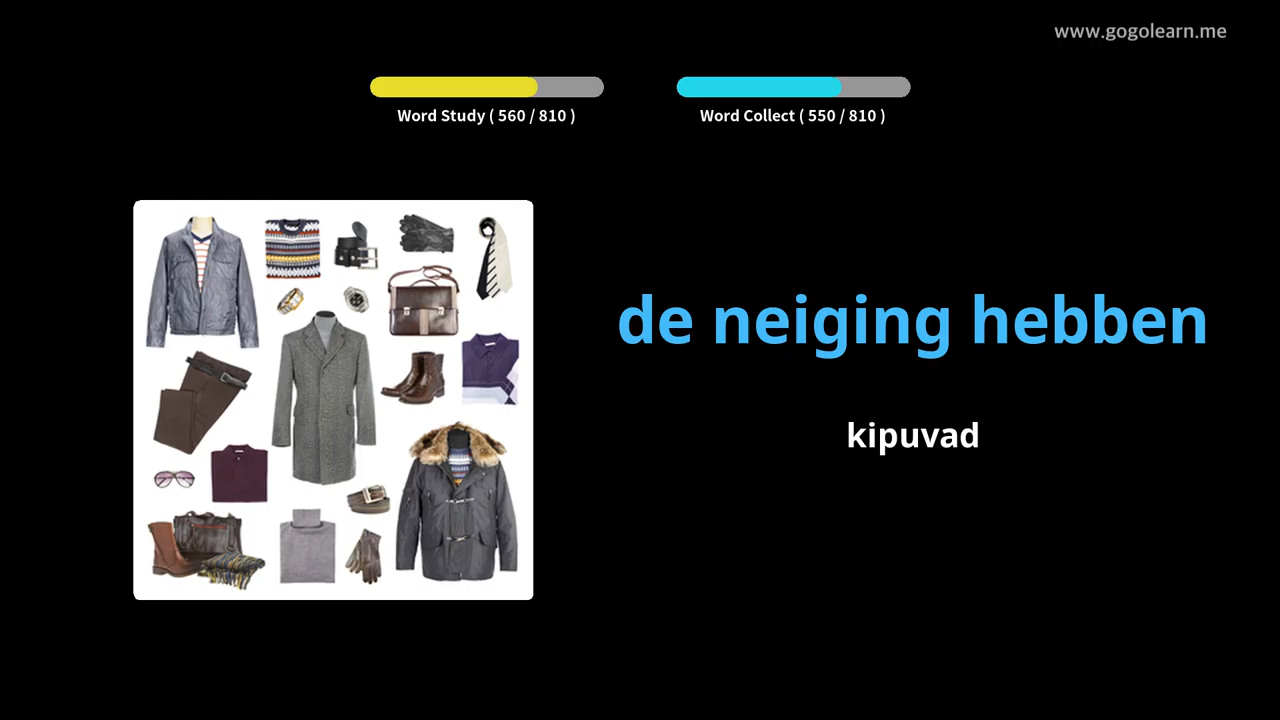 www.gogolearn.me
Word Study ( 560 / 810 )
Word Collect ( 550 / 810 )
de neiging hebben
kipuvad